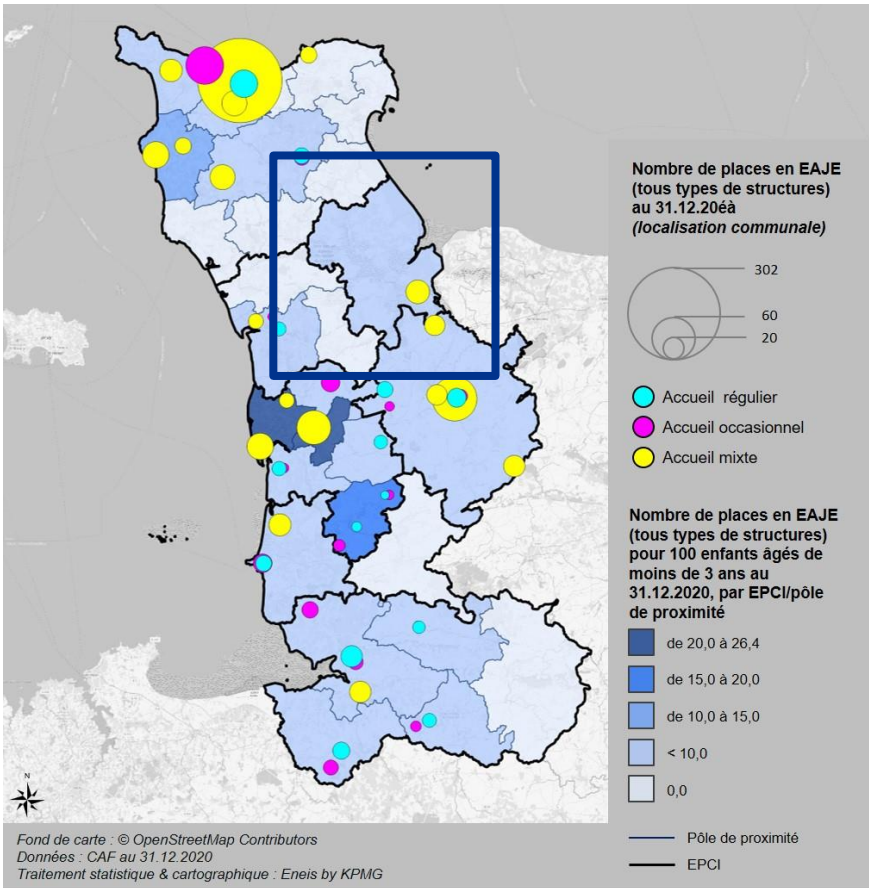 Nombre de places en EAJE
(tous types de structures)
au 31.12.20éà
(localisation communale)
302
60
20
Accueil régulier
Accueil occasionnel
Accueil mixte
Nombre de places en EAJE
(tous types de structures)
pour 100 enfants âgés de
moins de 3 ans au
31.12.2020, par EPCI/pôle
de proximité
de 20,0 à 26,4
de 15,0 à 20,0
de 10,0 à 15,0
< 10,0
0,0
Pôle de proximité
EPCI
N
Fond de carte : © OpenStreetMap Contributors
Données : CAF au 31.12.2020
Traitement statistique & cartographique : Eneis by KPMG